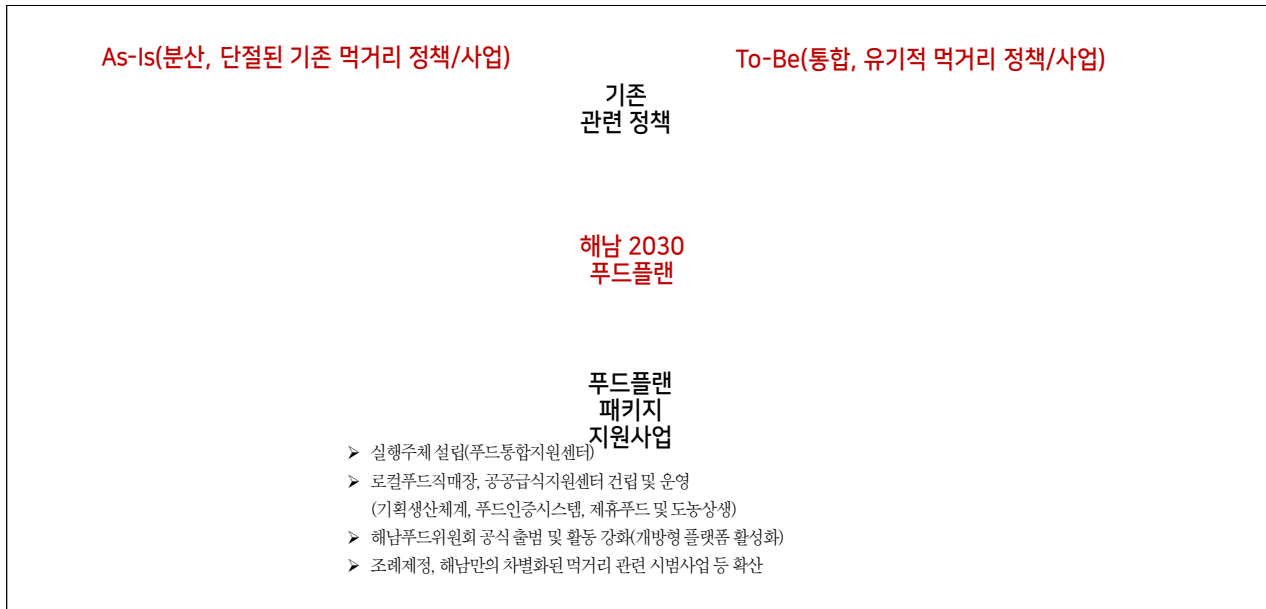 As-Is(분산, 단절된 기존 먹거리 정책/사업)
To-Be(통합, 유기적 먹거리 정책/사업)
기존
관련 정책
해남 2030
푸드플랜
푸드플랜
패키지
지원사업
➢ 실행주체 설립(푸드통합지원센터)
➢ 로컬푸드직매장, 공공급식지원센터 건립 및 운영
(기획생산체계, 푸드인증시스템, 제휴푸드 및 도농상생)
➢ 해남푸드위원회 공식 출범 및 활동 강화(개방형 플랫폼 활성화)
➢ 조례제정, 해남만의 차별화된 먹거리 관련 시범사업 등 확산